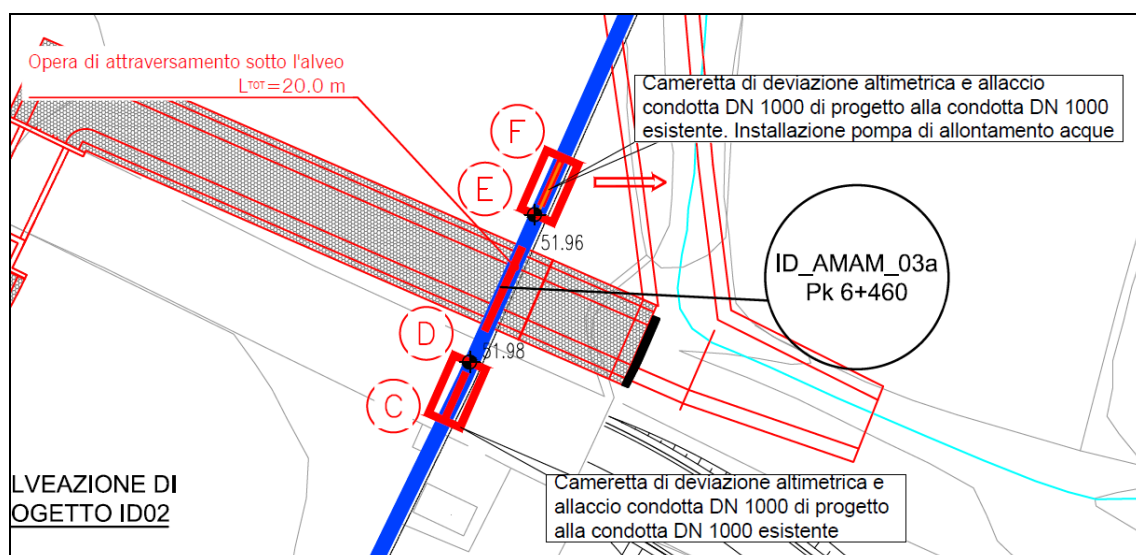 Opera di attraversamento sotto l'alveo
LTOT=20.0 m
Cameretta di deviazione altimetrica e allaccio
condotta DN 1000 di progetto alla condotta DN 1000
esistente. Installazione pompa di allontamento acque
F
E
51.96
ID_AMAM_03a
Pk 6+460
D
51.98
C
LVEAZIONE DI
OGETTO ID02
Cameretta di deviazione altimetrica e
allaccio condotta DN 1000 di progetto
alla condotta DN 1000 esistente